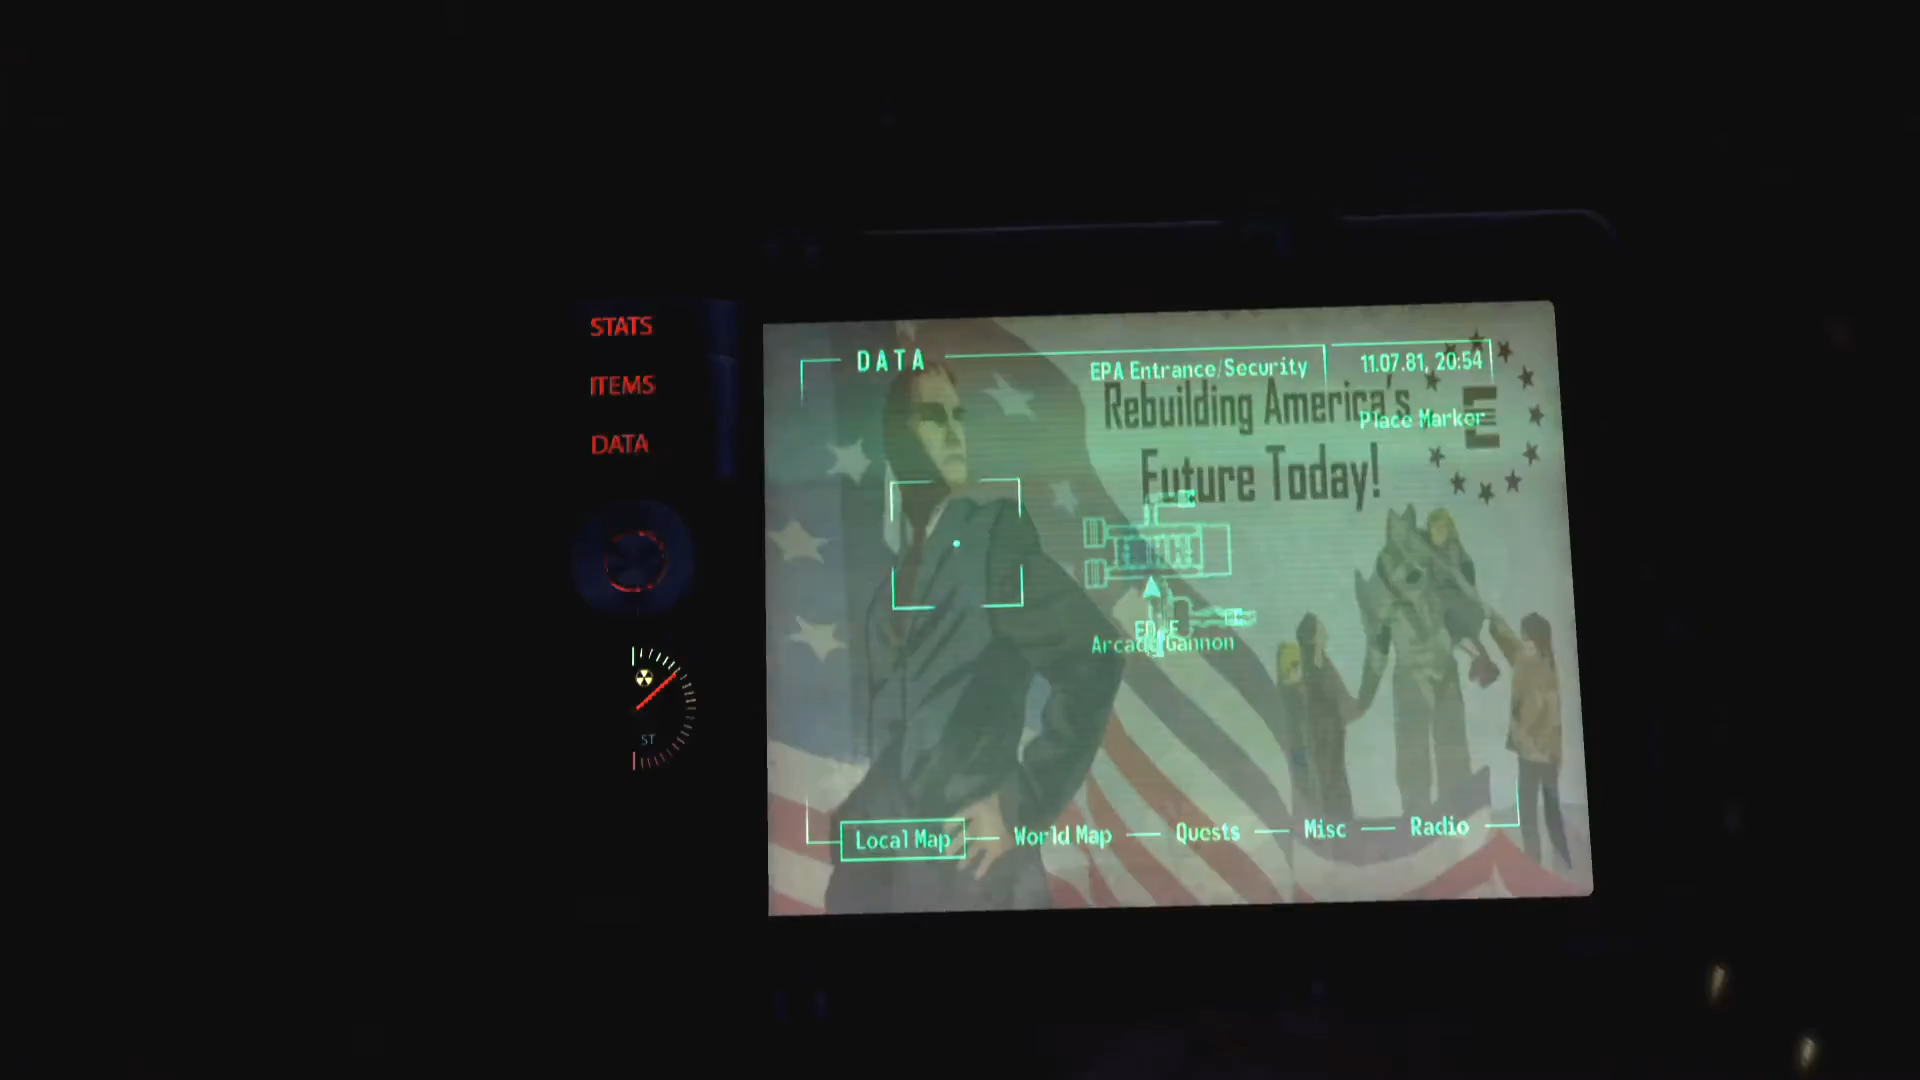 STATS
ITEMS
DATA
ST
DATA
EPA Entrance/Security
11.07.81, 20:54
Rebuilding America's
Place Marker
Future Today!
ED-E
Arcade Gannon
Local Map
World Map
Quests
Misc
Radio